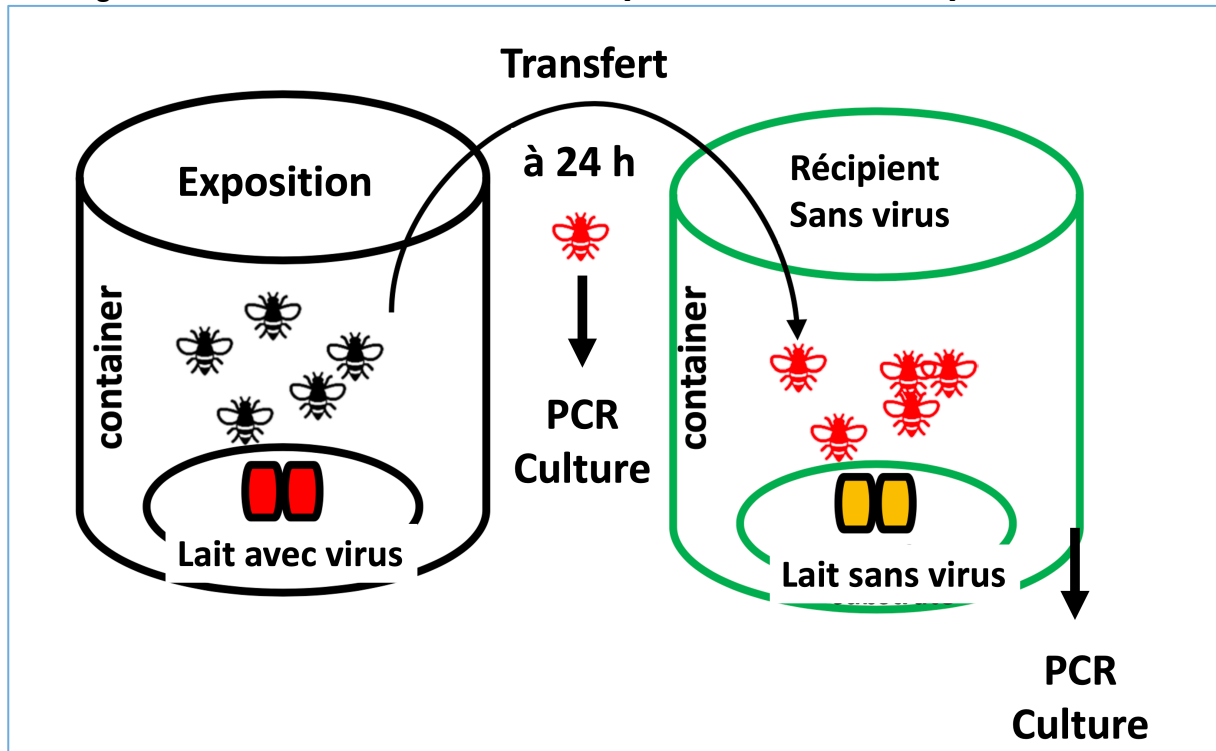 Transfert
à 24 h
Exposition
Récipient
Sans virus
container
container
PCR
Culture
Lait avec virus
Lait sans virus
PCR
Culture